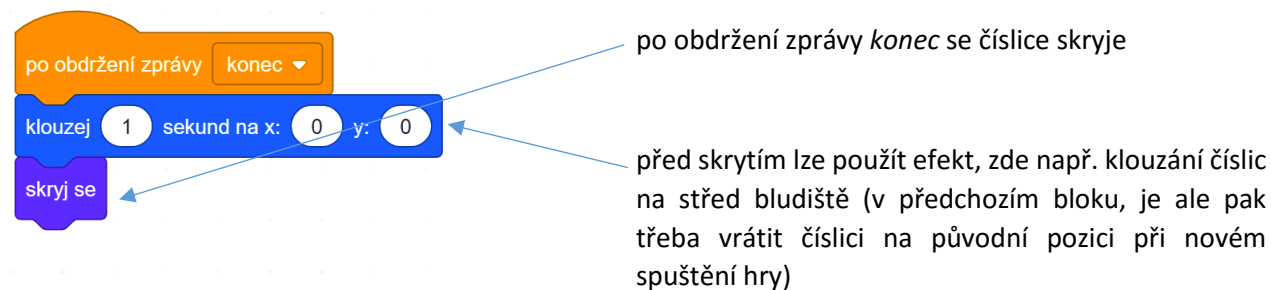 po obdržení zprávy konec
klouzej 1 sekund na x: 0 y: 0
skryj se
po obdržení zprávy konec se číslice skryje
před skrytím lze použít efekt, zde např. klouzání číslic
na střed bludiště (v předchozím bloku, je ale pak
třeba vrátit číslici na původní pozici při novém
spuštění hry)